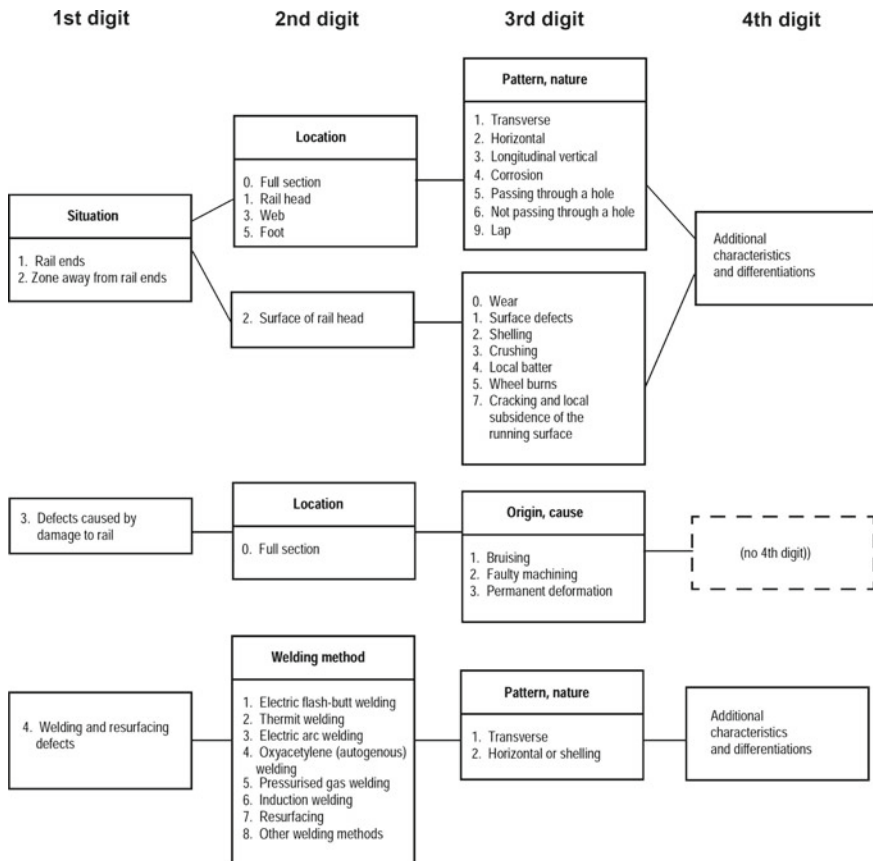 1st digit
2nd digit
3rd digit
4th digit
Situation
1. Rail ends
2. Zone away from rail ends
Location
0. Full section
1. Rail head
3. Web
5. Foot
2. Surface of rail head
Pattern, nature
1. Transverse
2. Horizontal
3. Longitudinal vertical
4. Corrosion
5. Passing through a hole
6. Not passing through a hole
9. Lap
0. Wear
1. Surface defects
2. Shelling
3. Crushing
4. Local batter
5. Wheel burns
7. Cracking and local
subsidence of the
running surface
Additional
characteristics
and differentiations
3. Defects caused by
damage to rail
Location
0. Full section
Origin, cause
1. Bruising
2. Faulty machining
3. Permanent deformation
(no 4th digit))
4. Welding and resurfacing
defects
Welding method
1. Electric flash-butt welding
2. Thermit welding
3. Electric arc welding
4. Oxyacetylene (autogenous)
welding
5. Pressurised gas welding
6. Induction welding
7. Resurfacing
8. Other welding methods
Pattern, nature
1. Transverse
2. Horizontal or shelling
Additional
characteristics
and differentiations